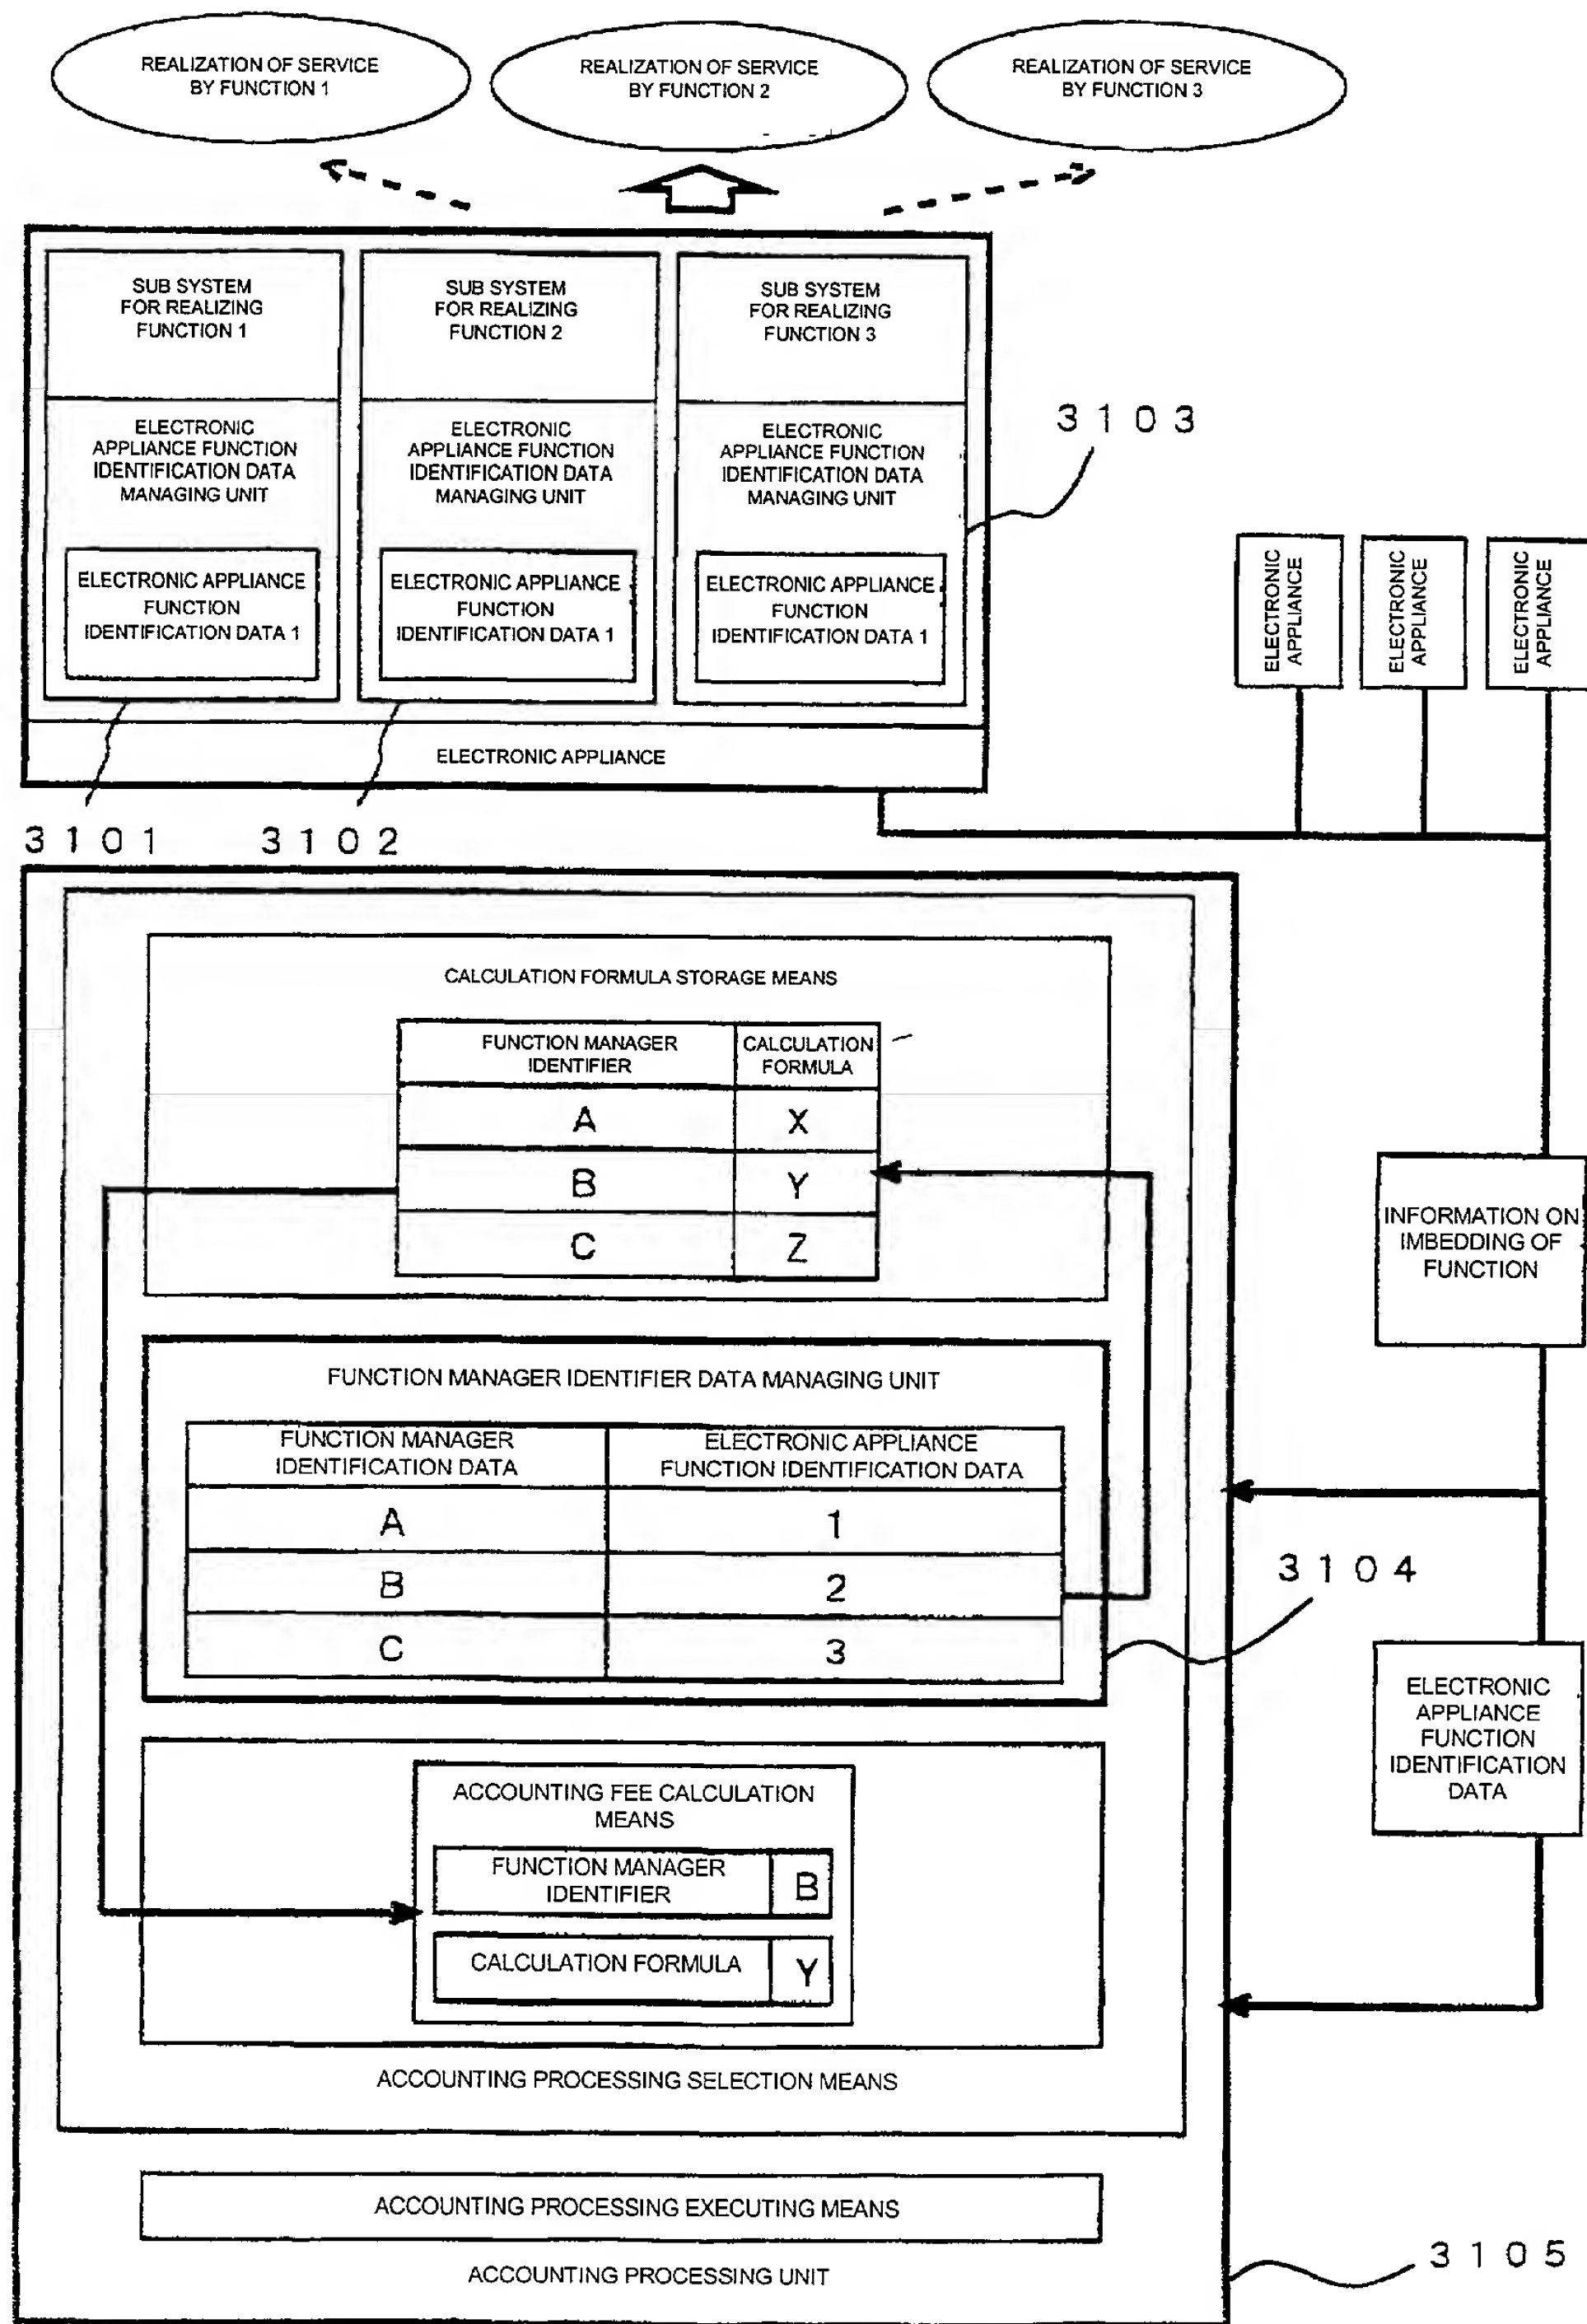 REALIZATION OF SERVICE
BY FUNCTION 1
REALIZATION OF SERVICE
BY FUNCTION 2
REALIZATION OF SERVICE
BY FUNCTION 3
SUB SYSTEM
FOR REALIZING
FUNCTION 1
SUB SYSTEM
FOR REALIZING
FUNCTION 2
SUB SYSTEM
FOR REALIZING
FUNCTION 3
ELECTRONIC
APPLIANCE FUNCTION
IDENTIFICATION DATA
MANAGING UNIT
ELECTRONIC
APPLIANCE FUNCTION
IDENTIFICATION DATA
MANAGING UNIT
ELECTRONIC
APPLIANCE FUNCTION
IDENTIFICATION DATA
MANAGING UNIT
3103
ELECTRONIC APPLIANCE
FUNCTION
IDENTIFICATION DATA 1
ELECTRONIC APPLIANCE
FUNCTION
IDENTIFICATION DATA 1
ELECTRONIC APPLIANCE
FUNCTION
IDENTIFICATION DATA 1
ELECTRONIC
APPLIANCE
ELECTRONIC
APPLIANCE
ELECTRONIC
APPLIANCE
ELECTRONIC APPLIANCE
3101
3102
CALCULATION FORMULA STORAGE MEANS
FUNCTION MANAGER
IDENTIFIER
CALCULATION
FORMULA
A
X
B
Y
C
Z
INFORMATION ON
IMBEDDING OF
FUNCTION
FUNCTION MANAGER IDENTIFIER DATA MANAGING UNIT
FUNCTION MANAGER
IDENTIFICATION DATA
ELECTRONIC APPLIANCE
FUNCTION IDENTIFICATION DATA
A
1
B
2
C
3
3104
ELECTRONIC
APPLIANCE
FUNCTION
IDENTIFICATION
DATA
ACCOUNTING FEE CALCULATION
MEANS
FUNCTION MANAGER
IDENTIFIER
B
CALCULATION FORMULA
Y
ACCOUNTING PROCESSING SELECTION MEANS
ACCOUNTING PROCESSING EXECUTING MEANS
ACCOUNTING PROCESSING UNIT
3105